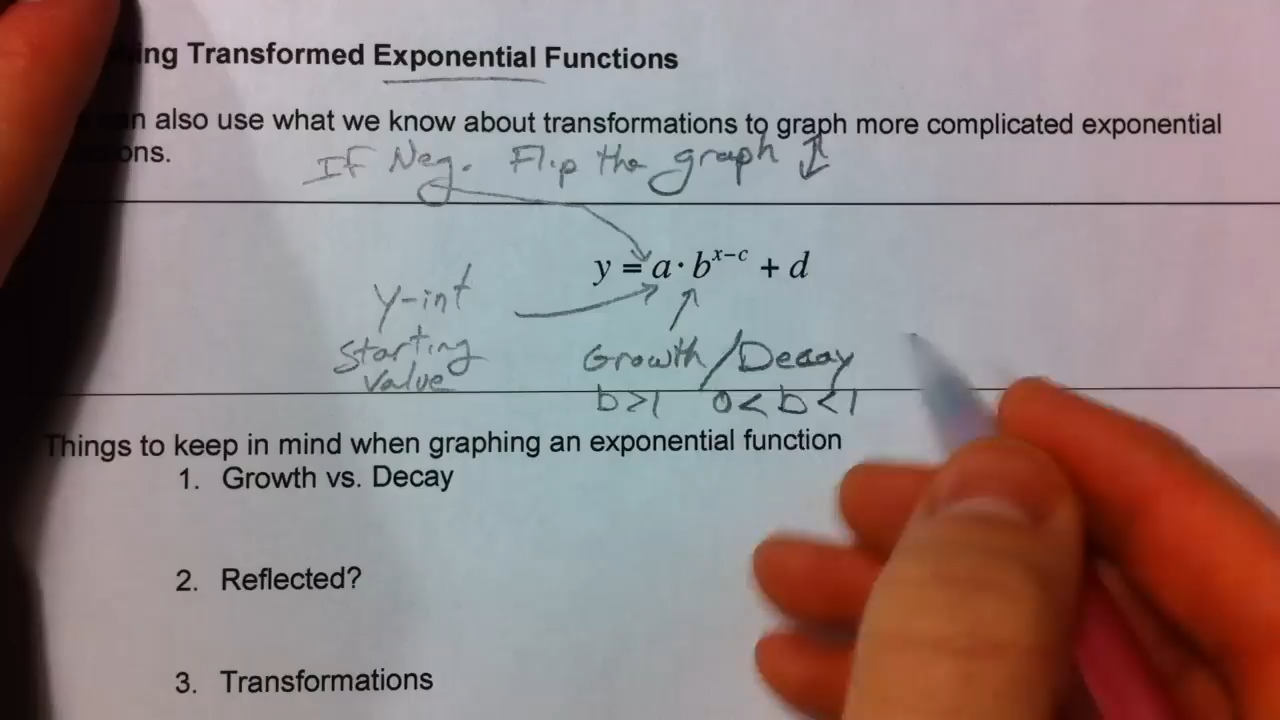 ing Transformed Exponential Functions
an also use what we know about transformations to graph more complicated exponential
ons.
If Neg. Flip the graph ↕
y = a · b^{x–c} + d
y-int
Starting
Value
Growth/Decay
b>1 0<b<1
Things to keep in mind when graphing an exponential function
1. Growth vs. Decay
2. Reflected?
3. Transformations